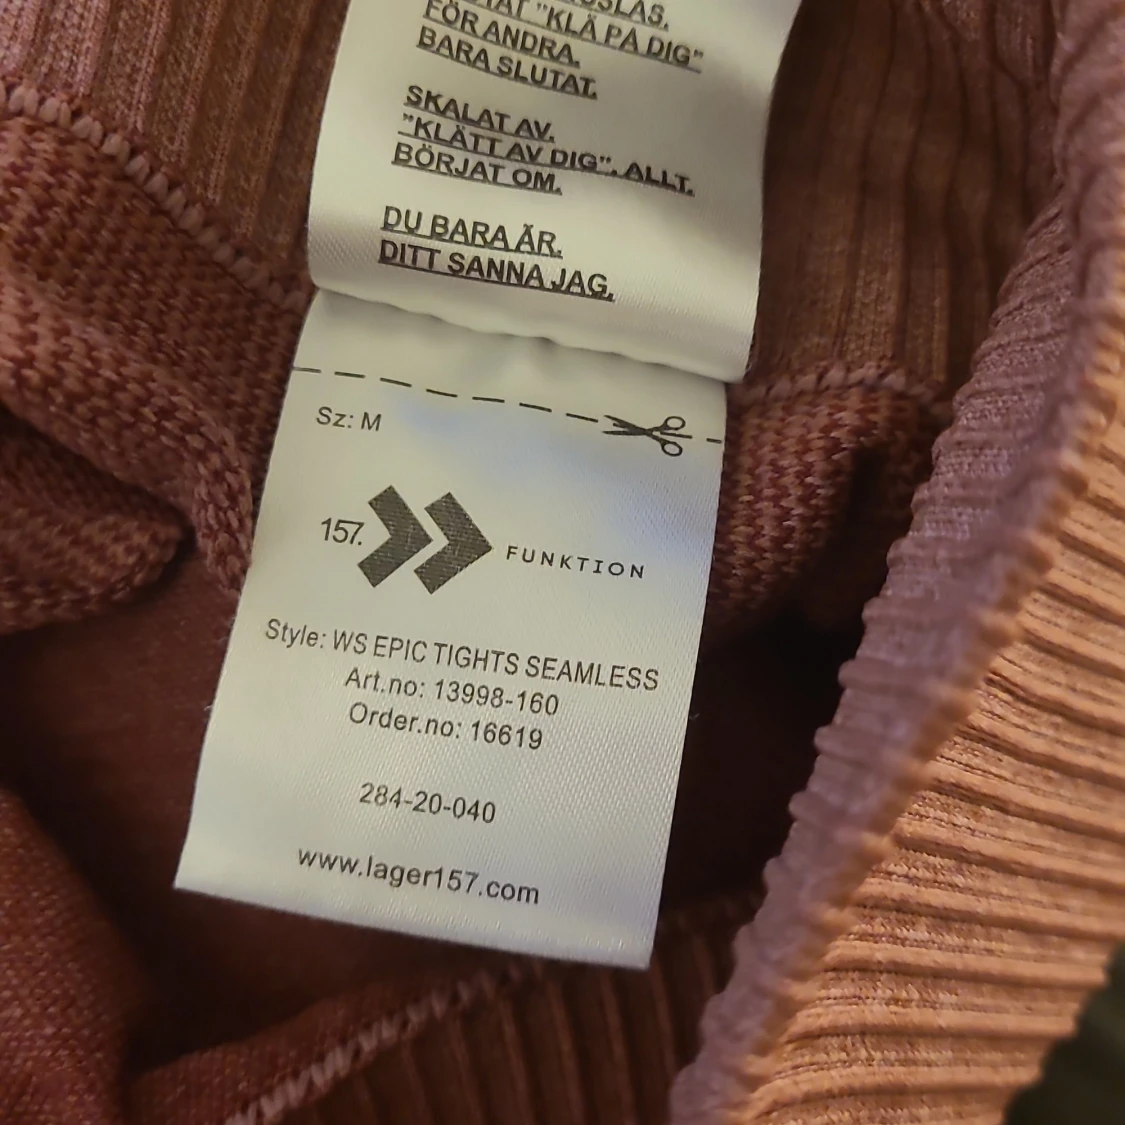 "KLÄ PÅ DIG"
FÖR ANDRA.
BARA SLUTAT.
SKALAT AV.
"KLÄTT AV DIG". ALLT.
BÖRJAT OM.
DU BARA ÄR.
DITT SANNA JAG.
Sz: M
157.
FUNKTION
Style: WS EPIC TIGHTS SEAMLESS
Art.no: 13998-160
Order.no: 16619
284-20-040
www.lager157.com